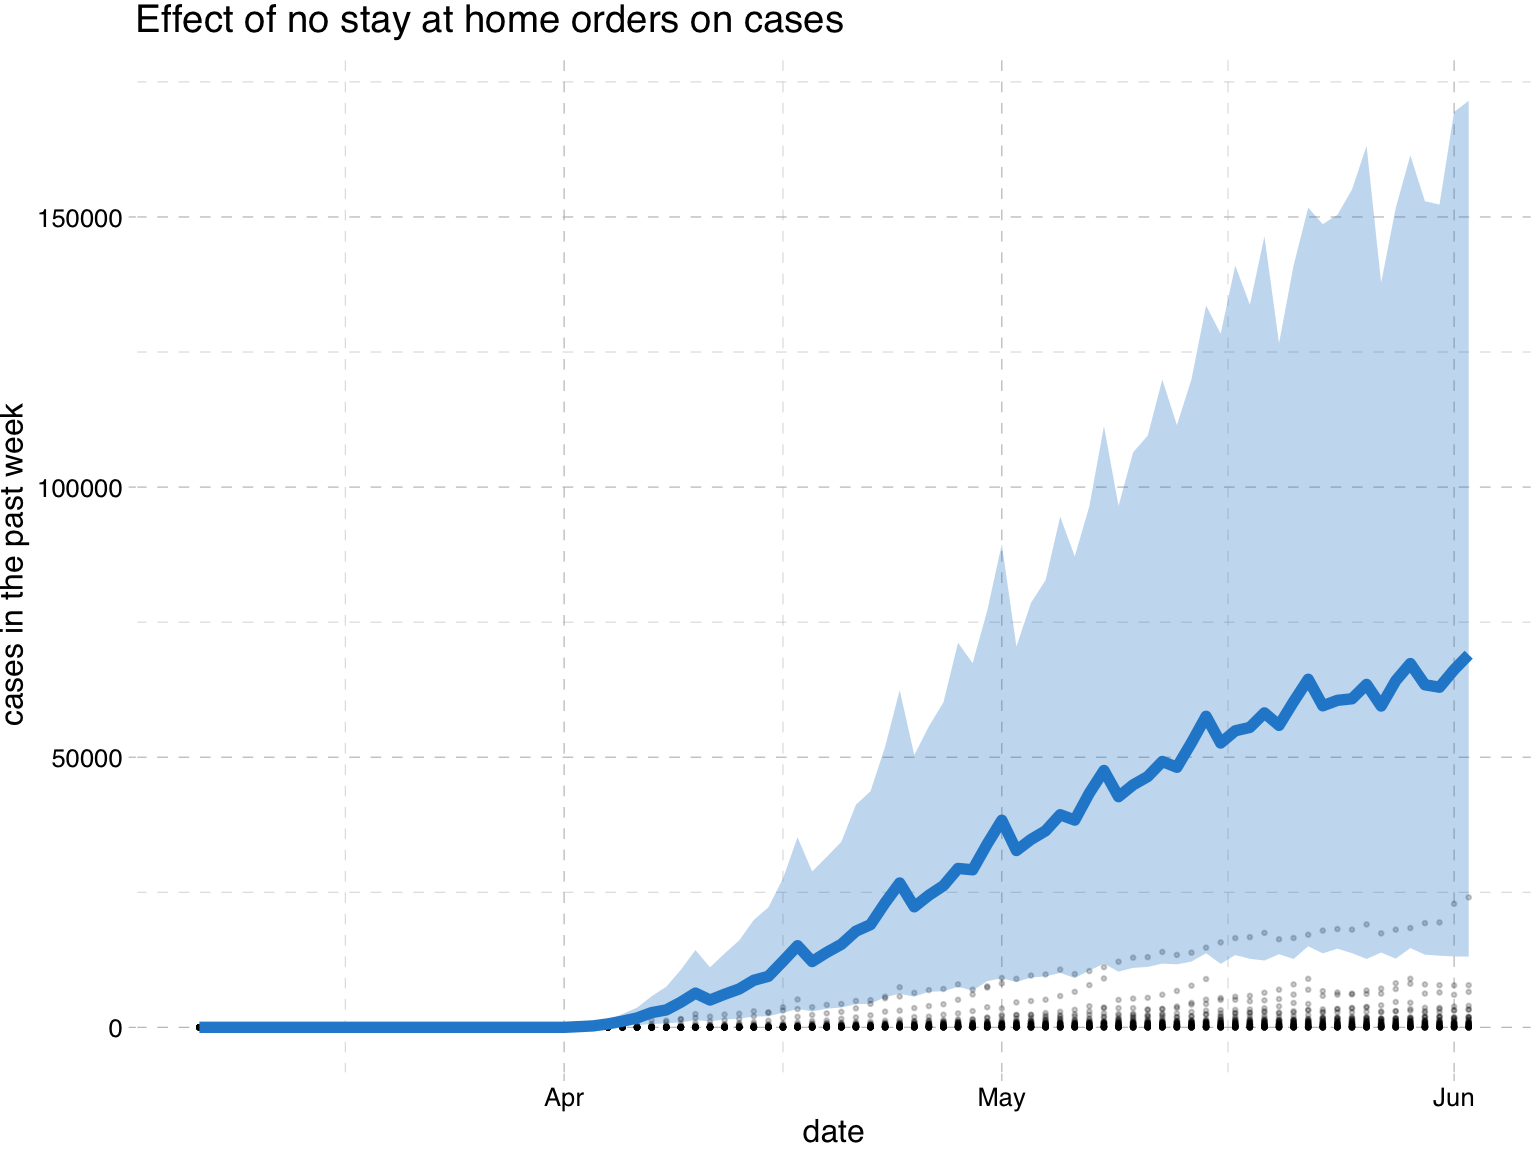 Effect of no stay at home orders on cases
cases in the past week
150000
100000
50000
0
Apr
May
Jun
date